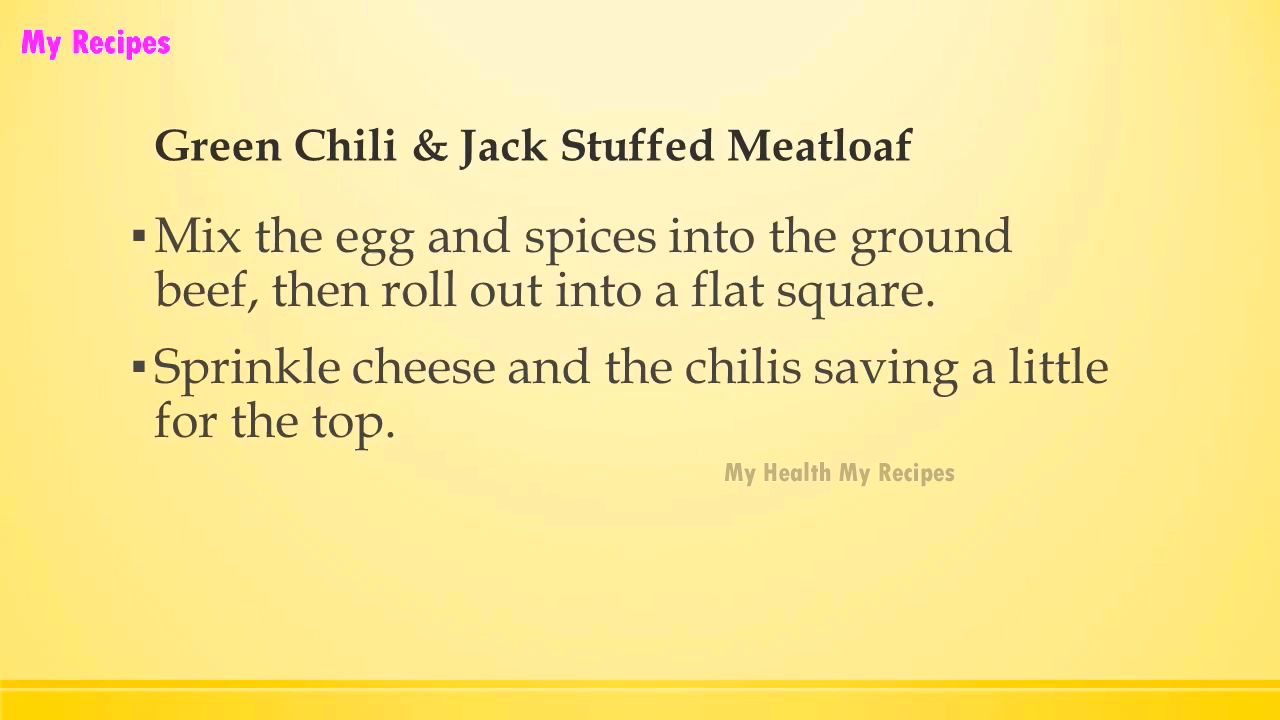 My Recipes
Green Chili & Jack Stuffed Meatloaf
▪Mix the egg and spices into the ground
beef, then roll out into a flat square.
▪Sprinkle cheese and the chilis saving a little
for the top.
My Health My Recipes